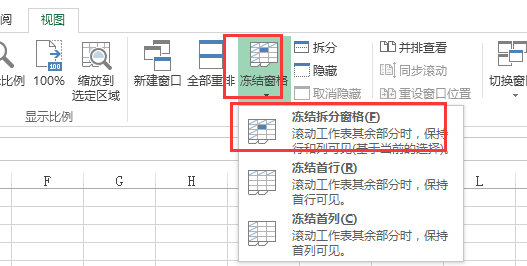 阅 视图
示比例 100% 缩放到
选定区域 新建窗口 全部重排 冻结窗格 拆分 隐藏 取消隐藏 并排查看 同步滚动 重设窗口位置 切换窗口
显示比例
冻结拆分窗格(F)
滚动工作表其余部分时，保持
行和列可见(基于当前的选择)。
冻结首行(R)
滚动工作表其余部分时，保持
首行可见。
冻结首列(C)
滚动工作表其余部分时，保持
首列可见。
F G H L